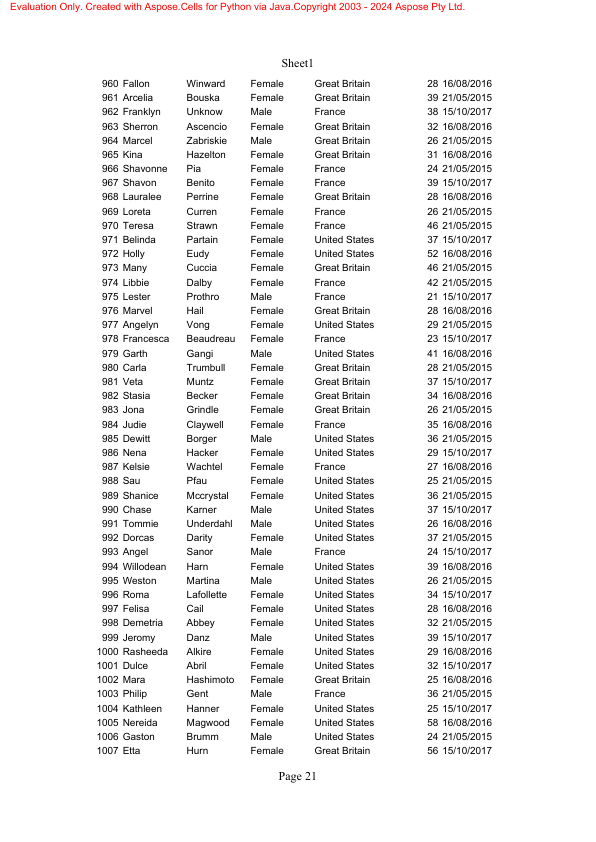 Evaluation Only. Created with Aspose.Cells for Python via Java.Copyright 2003 - 2024 Aspose Pty Ltd.
Sheet1
960 Fallon Winward Female Great Britain 28 16/08/2016
961 Arcelia Bouska Female Great Britain 39 21/05/2015
962 Franklyn Unknow Male France 38 15/10/2017
963 Sherron Ascencio Female Great Britain 32 16/08/2016
964 Marcel Zabriskie Male Great Britain 26 21/05/2015
965 Kina Hazelton Female Great Britain 31 16/08/2016
966 Shavonne Pia Female France 24 21/05/2015
967 Shavon Benito Female France 39 15/10/2017
968 Lauralee Perrine Female Great Britain 28 16/08/2016
969 Loreta Curren Female France 26 21/05/2015
970 Teresa Strawn Female France 46 21/05/2015
971 Belinda Partain Female United States 37 15/10/2017
972 Holly Eudy Female United States 52 16/08/2016
973 Many Cuccia Female Great Britain 46 21/05/2015
974 Libbie Dalby Female France 42 21/05/2015
975 Lester Prothro Male France 21 15/10/2017
976 Marvel Hail Female Great Britain 28 16/08/2016
977 Angelyn Vong Female United States 29 21/05/2015
978 Francesca Beaudreau Female France 23 15/10/2017
979 Garth Gangi Male United States 41 16/08/2016
980 Carla Trumbull Female Great Britain 28 21/05/2015
981 Veta Muntz Female Great Britain 37 15/10/2017
982 Stasia Becker Female Great Britain 34 16/08/2016
983 Jona Grindle Female Great Britain 26 21/05/2015
984 Judie Claywell Female France 35 16/08/2016
985 Dewitt Borger Male United States 36 21/05/2015
986 Nena Hacker Female United States 29 15/10/2017
987 Kelsie Wachtel Female France 27 16/08/2016
988 Sau Pfau Female United States 25 21/05/2015
989 Shanice Mccrystal Female United States 36 21/05/2015
990 Chase Karner Male United States 37 15/10/2017
991 Tommie Underdahl Male United States 26 16/08/2016
992 Dorcas Darity Female United States 37 21/05/2015
993 Angel Sanor Male France 24 15/10/2017
994 Willodean Harn Female United States 39 16/08/2016
995 Weston Martina Male United States 26 21/05/2015
996 Roma Lafollette Female United States 34 15/10/2017
997 Felisa Cail Female United States 28 16/08/2016
998 Demetria Abbey Female United States 32 21/05/2015
999 Jeromy Danz Male United States 39 15/10/2017
1000 Rasheeda Alkire Female United States 29 16/08/2016
1001 Dulce Abril Female United States 32 15/10/2017
1002 Mara Hashimoto Female Great Britain 25 16/08/2016
1003 Philip Gent Male France 36 21/05/2015
1004 Kathleen Hanner Female United States 25 15/10/2017
1005 Nereida Magwood Female United States 58 16/08/2016
1006 Gaston Brumm Male United States 24 21/05/2015
1007 Etta Hurn Female Great Britain 56 15/10/2017
Page 21